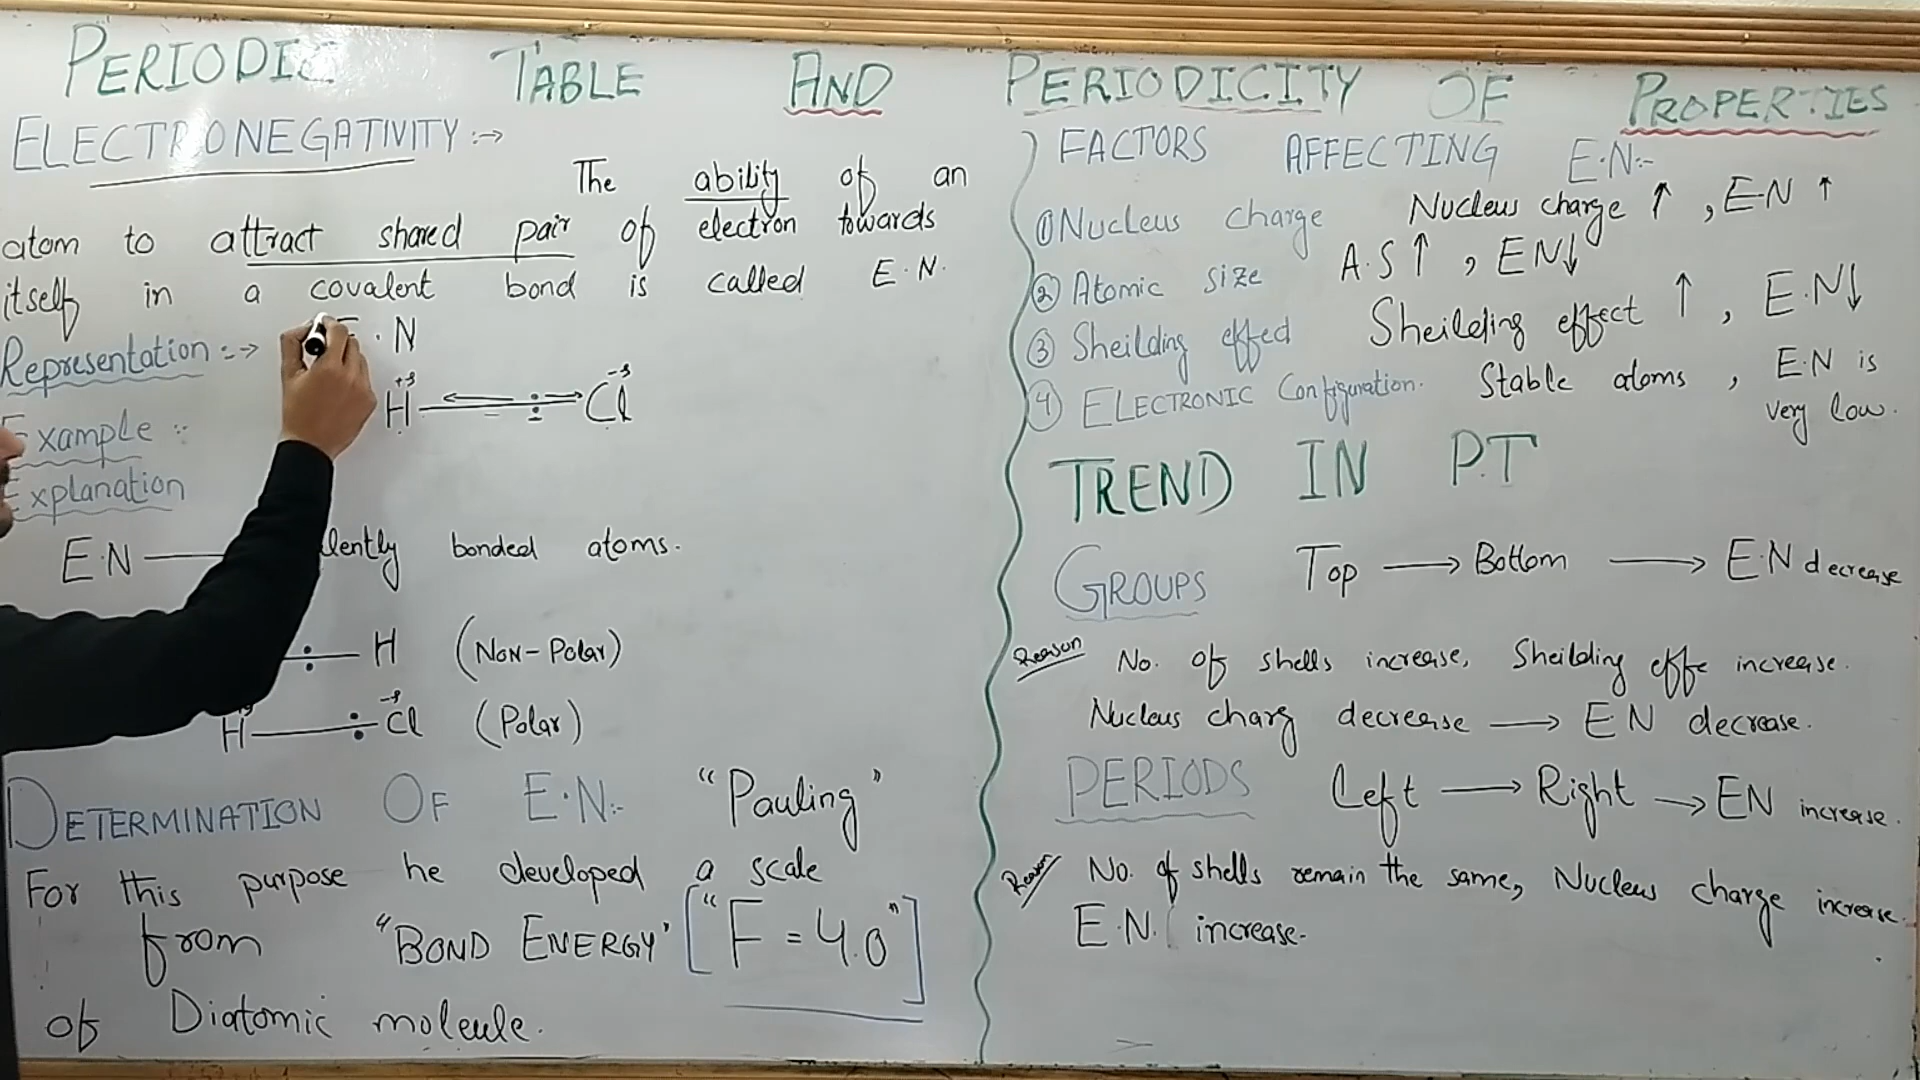 PERIODIC TABLE AND PERIODICITY OF PROPERTIES
ELECTRONEGATIVITY :→
The ability of an
atom to attract shared pair of electron towards
itself in a covalent bond is called E.N.
Representation :→ E.N
+δ -δ
H Cl
Example :
Explanation
E.N bonded atoms.
H (Non-Polar)
-δ
H Cl (Polar)
DETERMINATION OF E.N:- "Pauling"
For this purpose he developed a scale
from "BOND ENERGY" ["F = 4.0"]
of Diatomic molecule.
FACTORS AFFECTING E.N:-
① Nucleus charge Nucleus charge ↑ , E-N ↑
② Atomic size A.S ↑ , EN↓
③ Sheilding effect Sheilding effect ↑ , E.N↓
④ ELECTRONIC Configuration. Stable atoms , E.N is
very low.
TREND IN P.T
GROUPS Top → Bottom → E.N decrease
Reason No. of shells increase, Sheilding effe increase.
Nucleus charg decrease → EN decrease.
PERIODS Left → Right → EN increase.
Reason No. of shells remain the same, Nucleus charge increase.
E.N. increase.